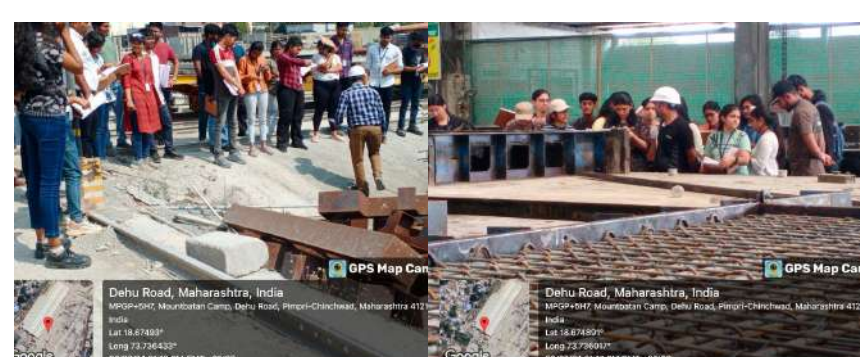 GPS Map Cam
Dehu Road, Maharashtra, India
MPGP+5H7, Mountbatan Camp, Dehu Road, Pimpri-Chinchwad, Maharashtra 412
India
Lat 18.67493°
Long 73.736433°
Google
GPS Map Cam
Dehu Road, Maharashtra, India
MPGP+5H7, Mountbatan Camp, Dehu Road, Pimpri-Chinchwad, Maharashtra 412
India
Lat 18.674891°
Long 73.736017°
Google